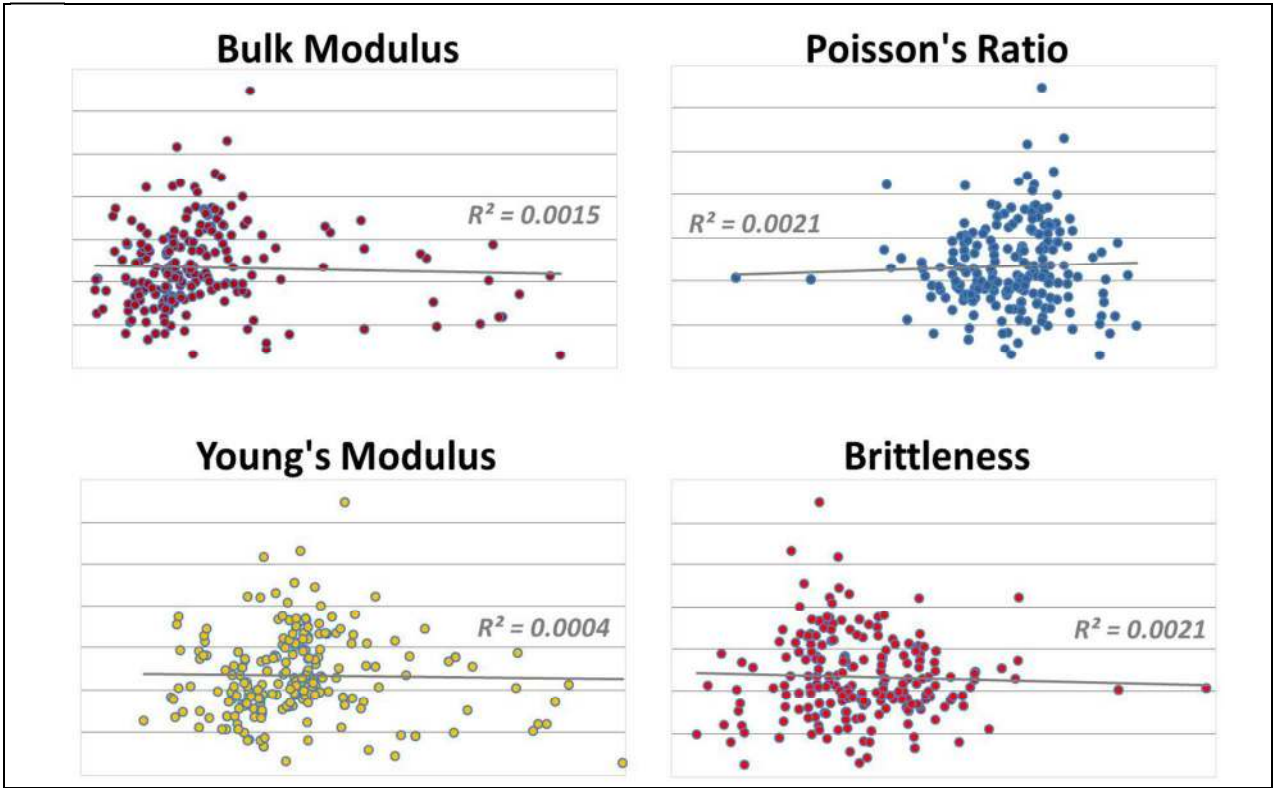 Bulk Modulus
R² = 0.0015
Poisson's Ratio
R² = 0.0021
Young's Modulus
R² = 0.0004
Brittleness
R² = 0.0021